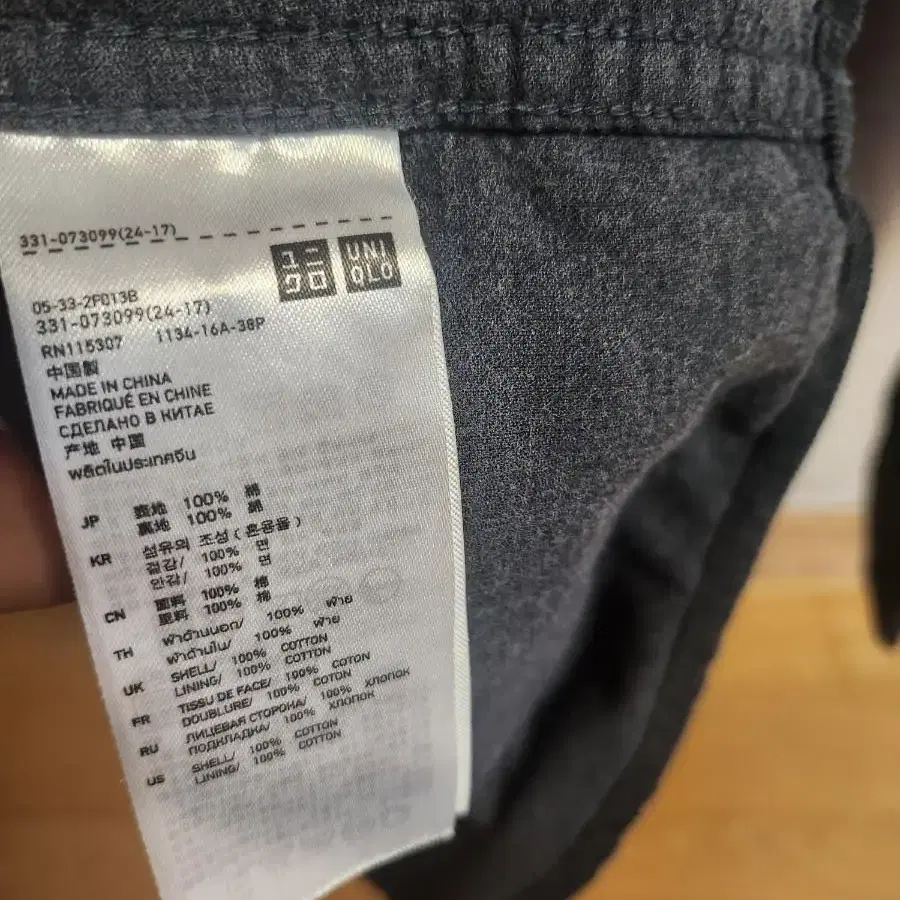 331-073099(24-17)
ユニ
クロ
UNI
QLO
05-33-2F013B
331-073099(24-17)
RN115307 1134-16A-38P
中国製
MADE IN CHINA
FABRIQUÉ EN CHINE
СДЕЛАНО В КИТАЕ
产地 中国
ผลิตในประเทศจีน
JP 表地 100% 綿
裏地 100% 綿
KR 섬유의 조성 ( 혼용율 )
겉감/ 100% 면
안감/ 100% 면
CN 面料 100% 棉
里料 100% 棉
TH ผ้าด้านนอก/ 100% ฝ้าย
ผ้าด้านใน/ 100% ฝ้าย
UK SHELL/ 100% COTTON
LINING/ 100% COTTON
FR TISSU DE FACE/ 100% COTON
DOUBLURE/ 100% COTON
RU ЛИЦЕВАЯ СТОРОНА/ 100% ХЛОПОК
ПОДКЛАДКА/ 100% ХЛОПОК
US SHELL/ 100% COTTON
LINING/ 100% COTTON